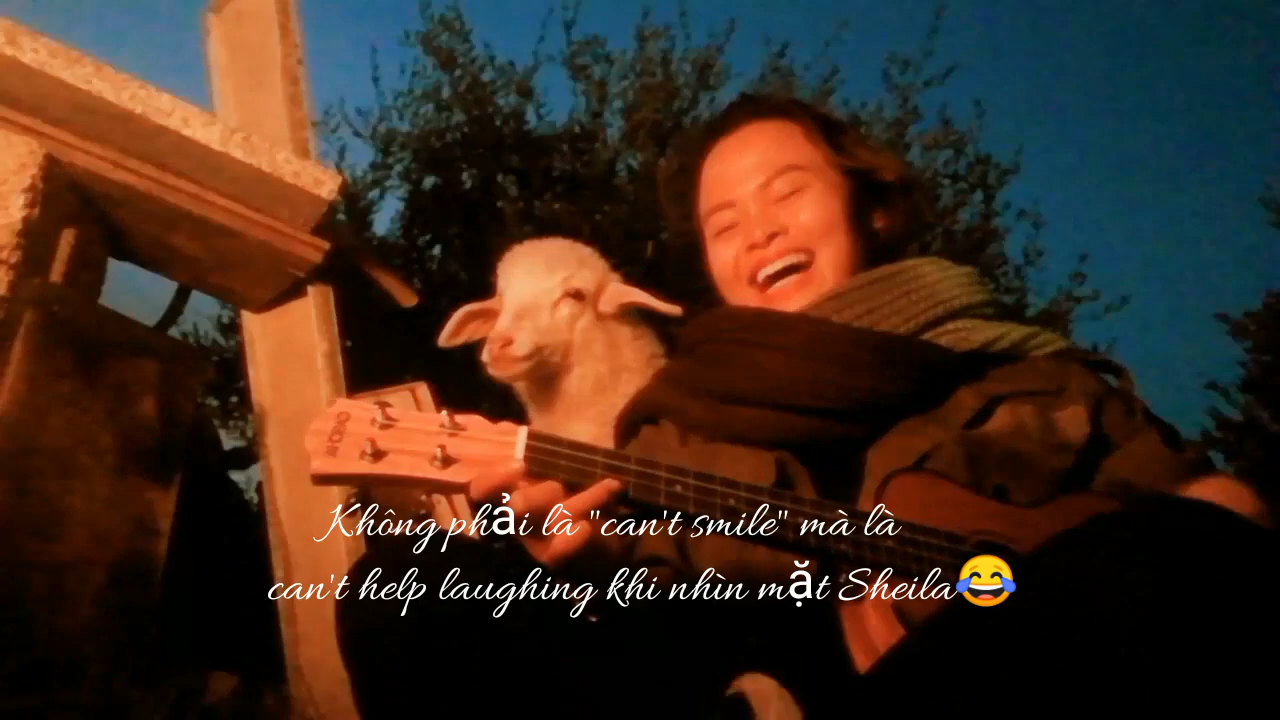 Không phải là "can't smile" mà là
can't help laughing khi nhìn mặt Sheila😂